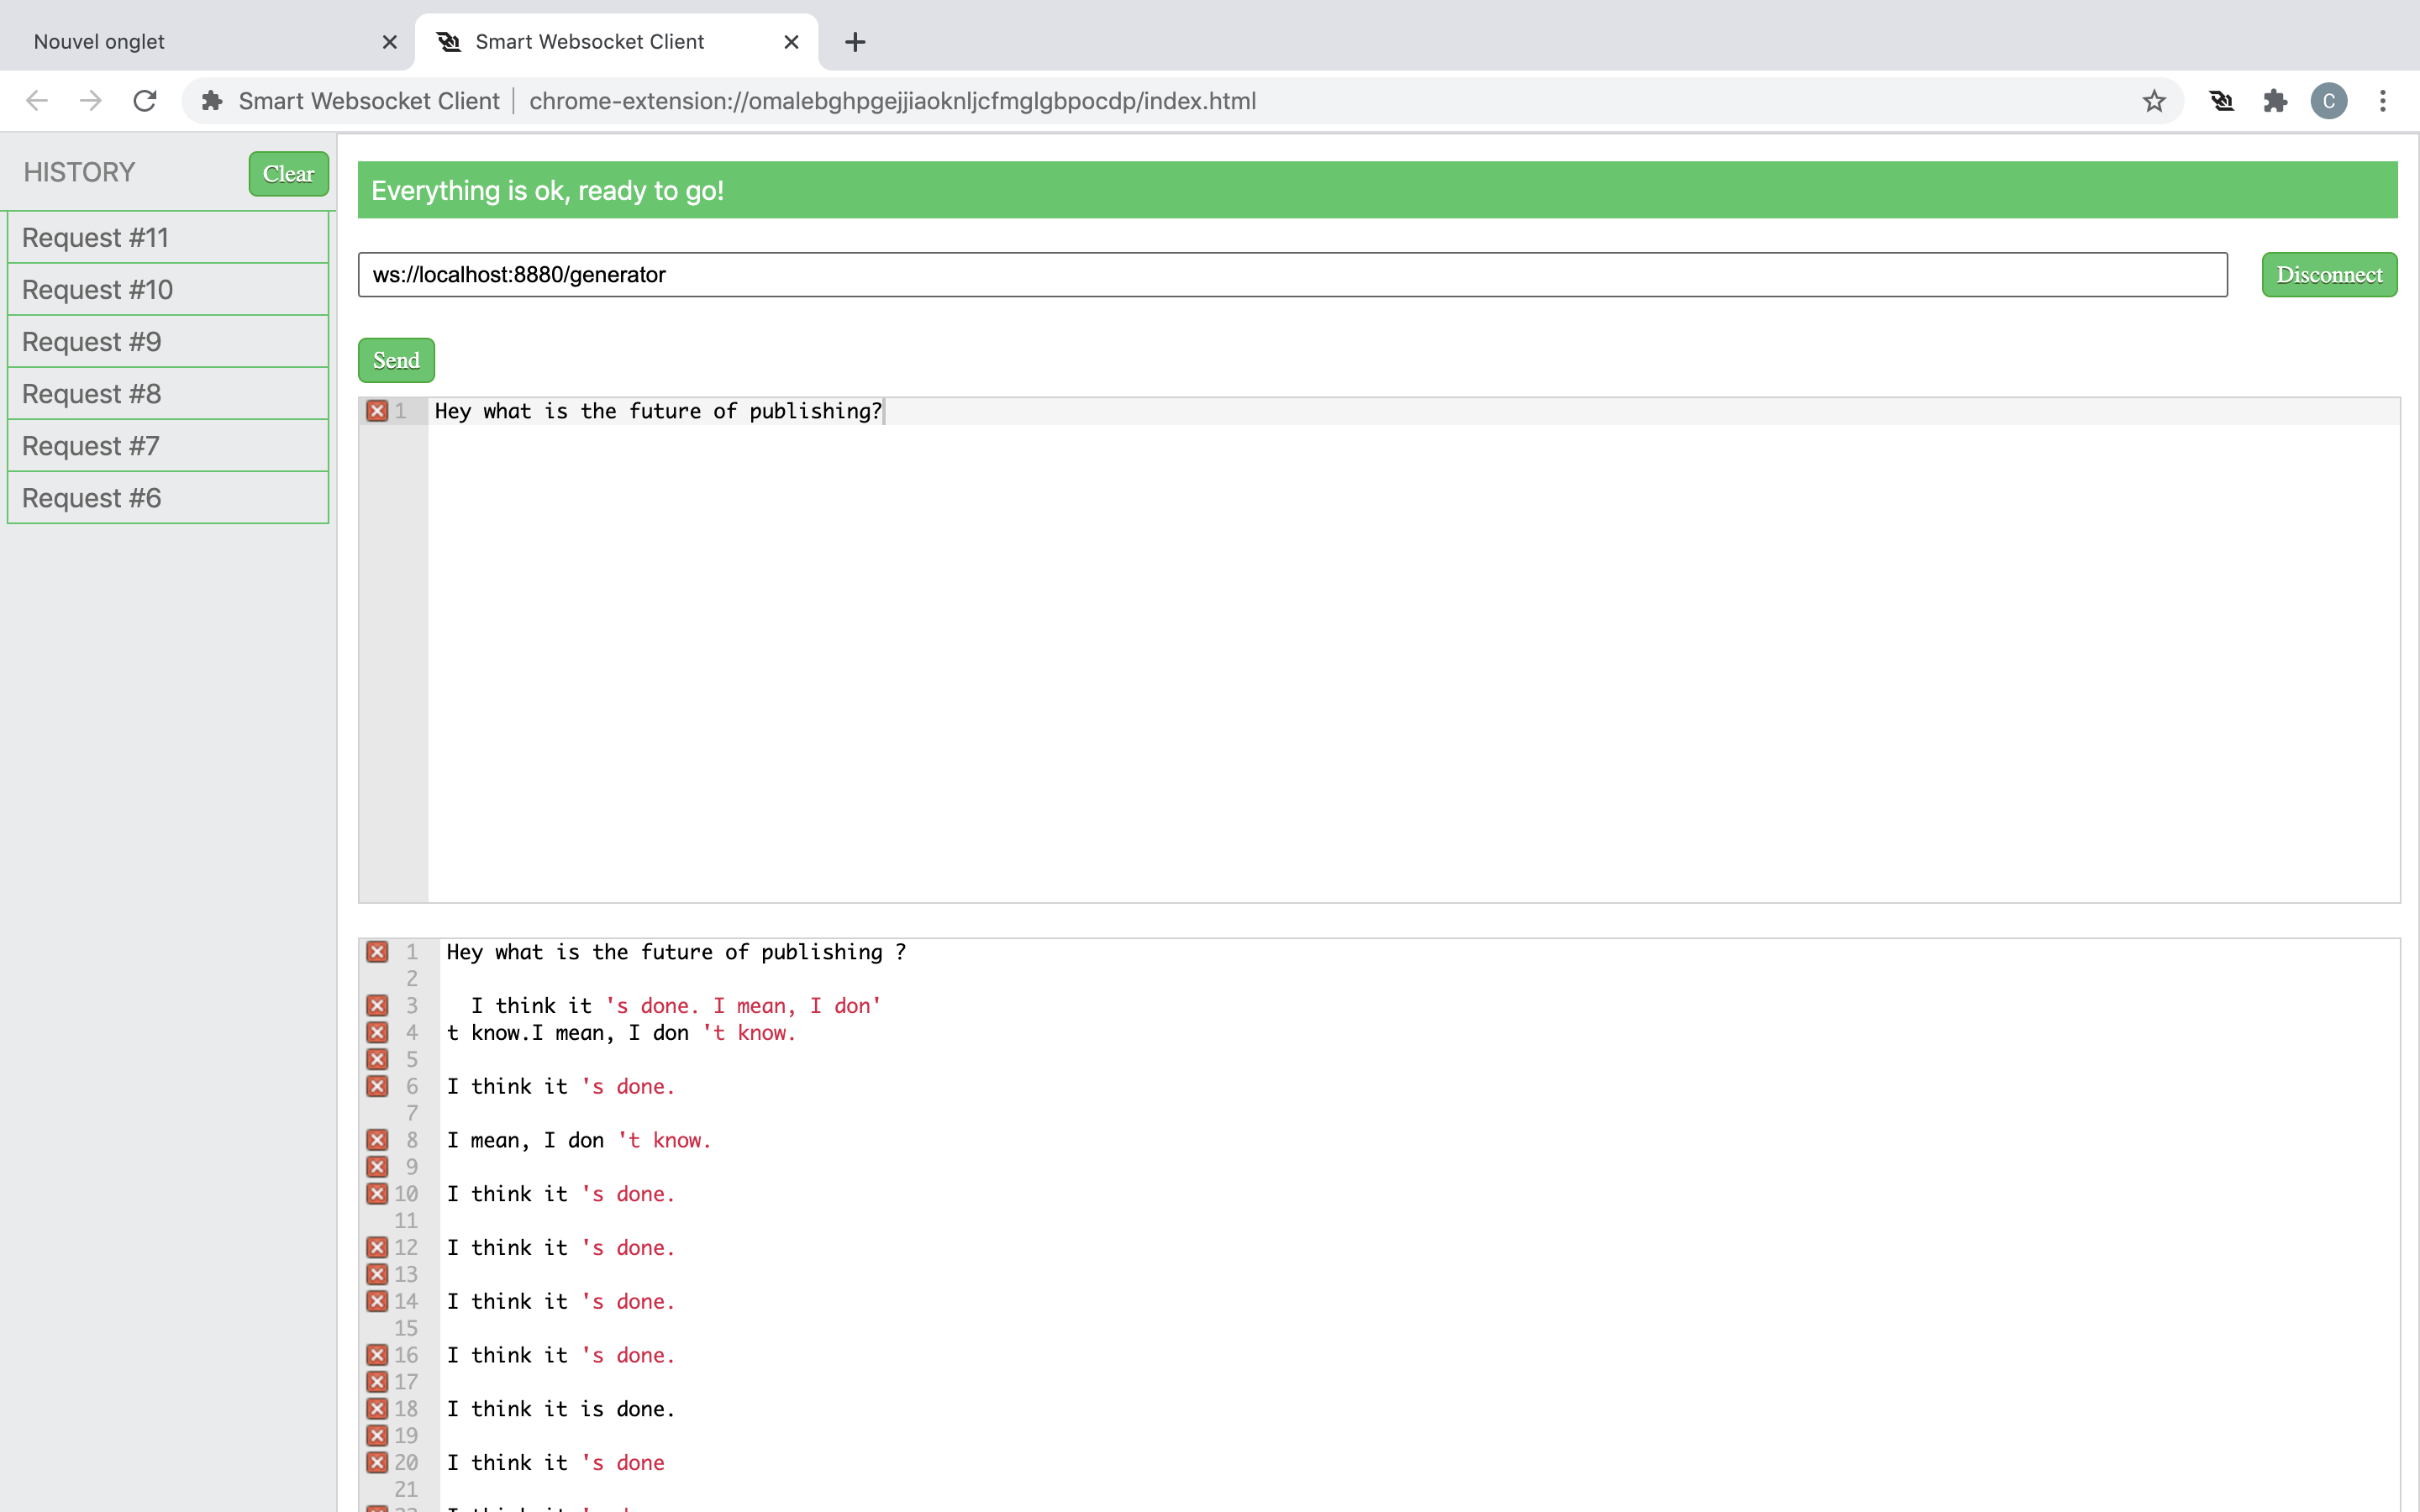 Nouvel onglet
Smart Websocket Client
Smart Websocket Client | chrome-extension://omalebghpgejjiaoknljcfmglgbpocdp/index.html
C
HISTORY
Clear
Request #11
Request #10
Request #9
Request #8
Request #7
Request #6
Everything is ok, ready to go!
ws://localhost:8880/generator
Disconnect
Send
1 Hey what is the future of publishing?
1 Hey what is the future of publishing ?
2
3 I think it 's done. I mean, I don'
4 t know.I mean, I don 't know.
5
6 I think it 's done.
7
8 I mean, I don 't know.
9
10 I think it 's done.
11
12 I think it 's done.
13
14 I think it 's done.
15
16 I think it 's done.
17
18 I think it is done.
19
20 I think it 's done
21